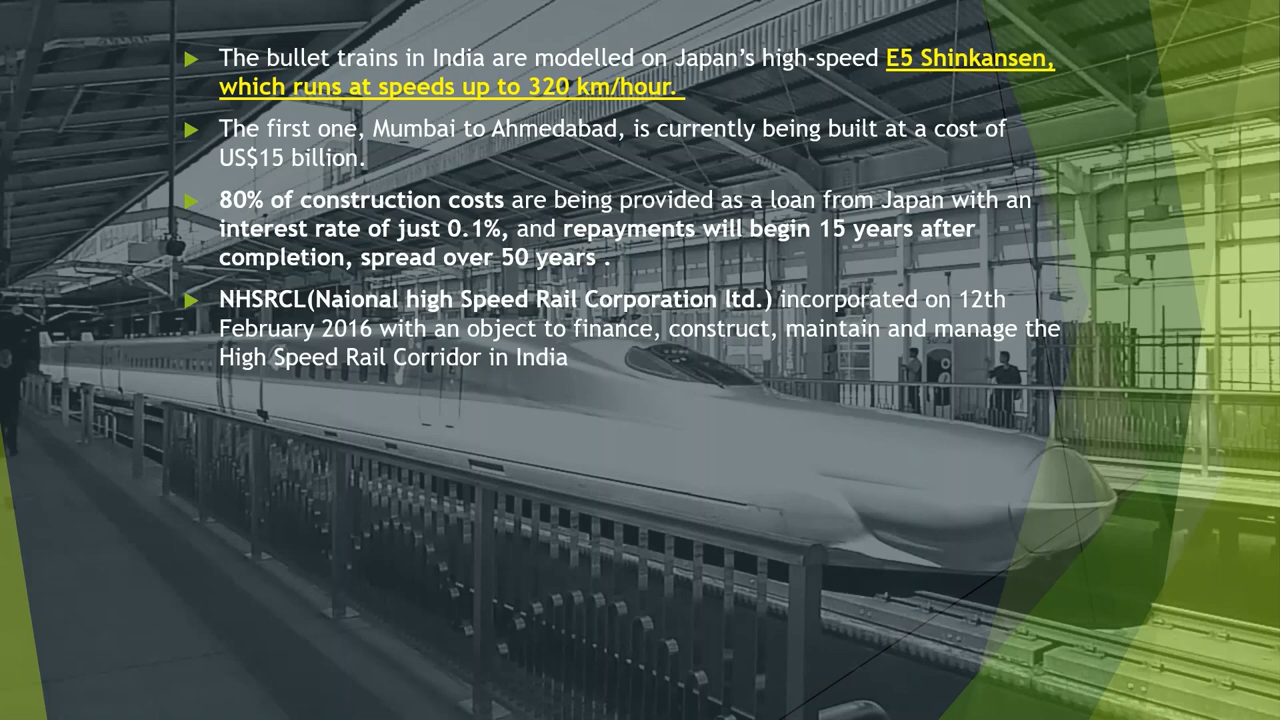 The bullet trains in India are modelled on Japan’s high-speed E5 Shinkansen,
which runs at speeds up to 320 km/hour.
The first one, Mumbai to Ahmedabad, is currently being built at a cost of
US$15 billion.
80% of construction costs are being provided as a loan from Japan with an
interest rate of just 0.1%, and repayments will begin 15 years after
completion, spread over 50 years .
NHSRCL(Naional high Speed Rail Corporation ltd.) incorporated on 12th
February 2016 with an object to finance, construct, maintain and manage the
High Speed Rail Corridor in India